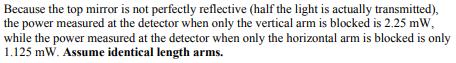 Because the top mirror is not perfectly reflective (half the light is actually transmitted),
the power measured at the detector when only the vertical arm is blocked is 2.25 mW,
while the power measured at the detector when only the horizontal arm is blocked is only
1.125 mW. Assume identical length arms.